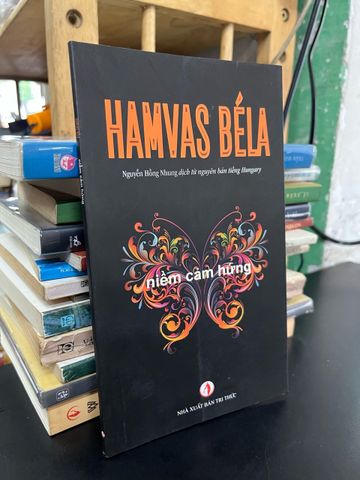 HAMVAS BÉLA
Nguyễn Hồng Nhung dịch từ nguyên bản tiếng Hungary
niềm cảm hứng
NHÀ XUẤT BẢN TRI THỨC